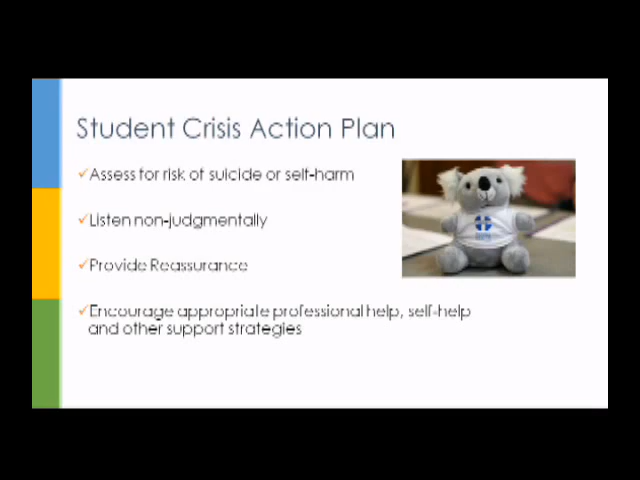 Student Crisis Action Plan
Assess for risk of suicide or self-harm
Listen non-judgmentally
Provide Reassurance
Encourage appropriate professional help, self-help
and other support strategies